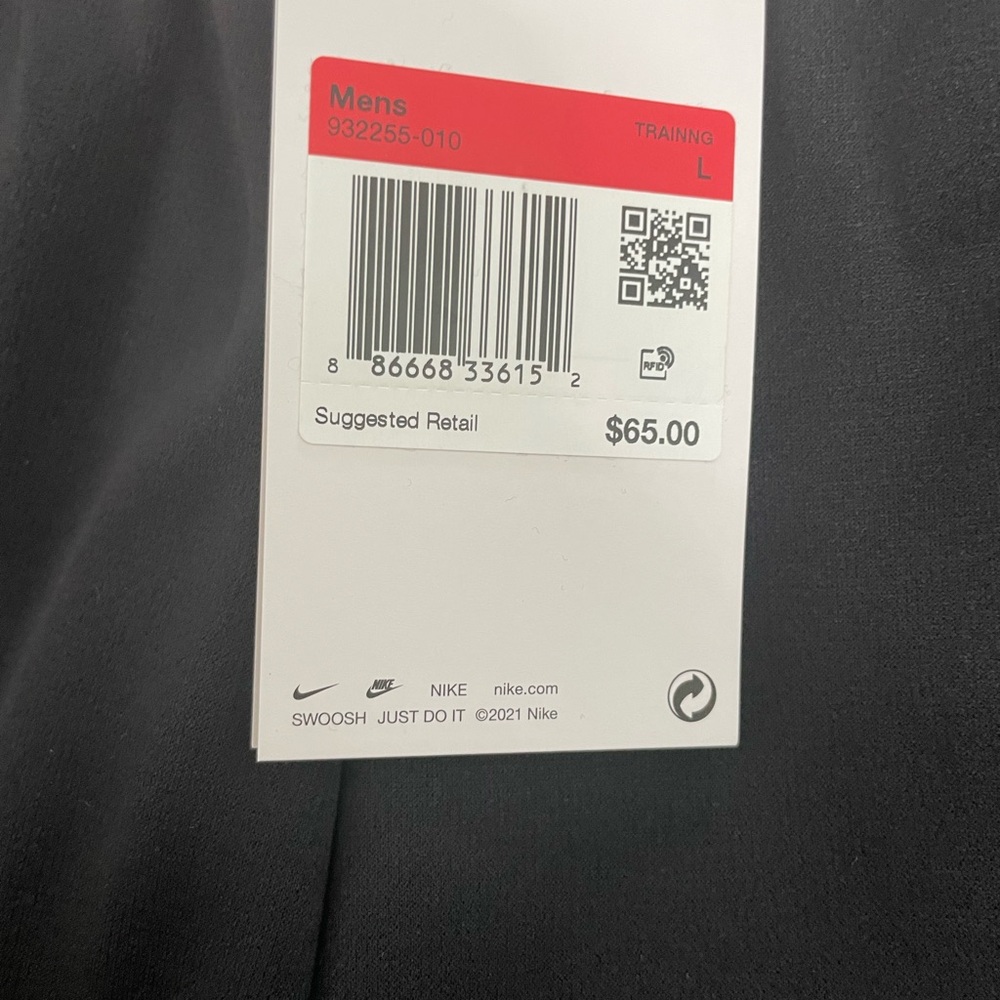 Mens
932255-010
TRAINNG
L
8 86668 33615 2
RFID
Suggested Retail $65.00
NIKE NIKE nike.com
SWOOSH JUST DO IT ©2021 Nike